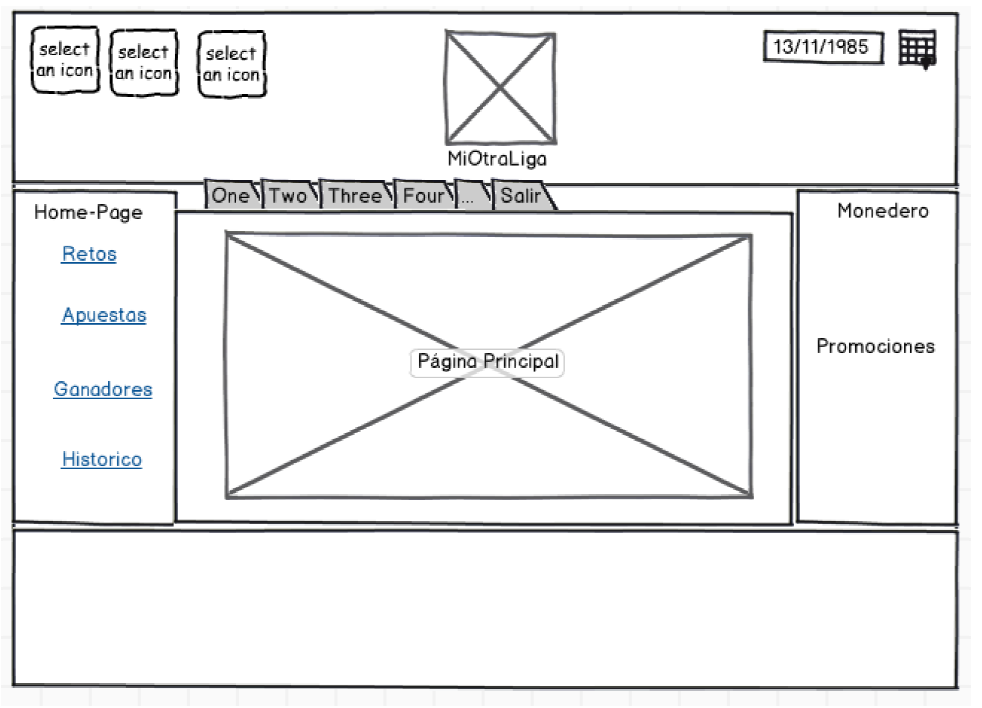 select
an icon
select
an icon
select
an icon
13/11/1985
MiOtraLiga
One Two Three Four ... Salir
Home-Page
Retos
Apuestas
Ganadores
Historico
Página Principal
Monedero
Promociones